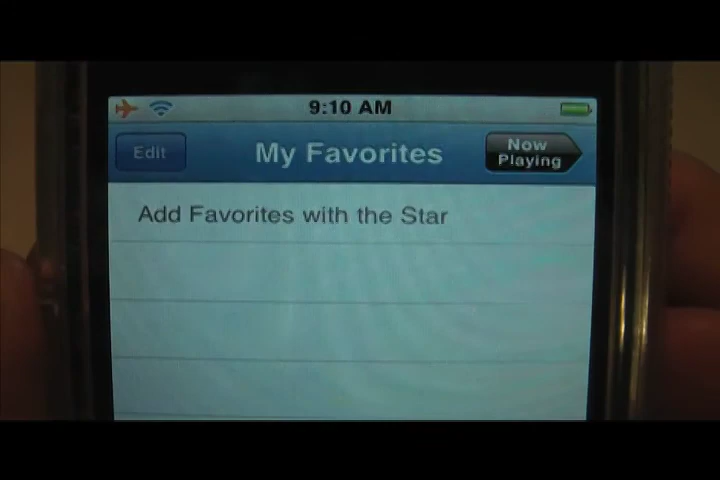 9:10 AM
Edit
My Favorites
Now
Playing
Add Favorites with the Star